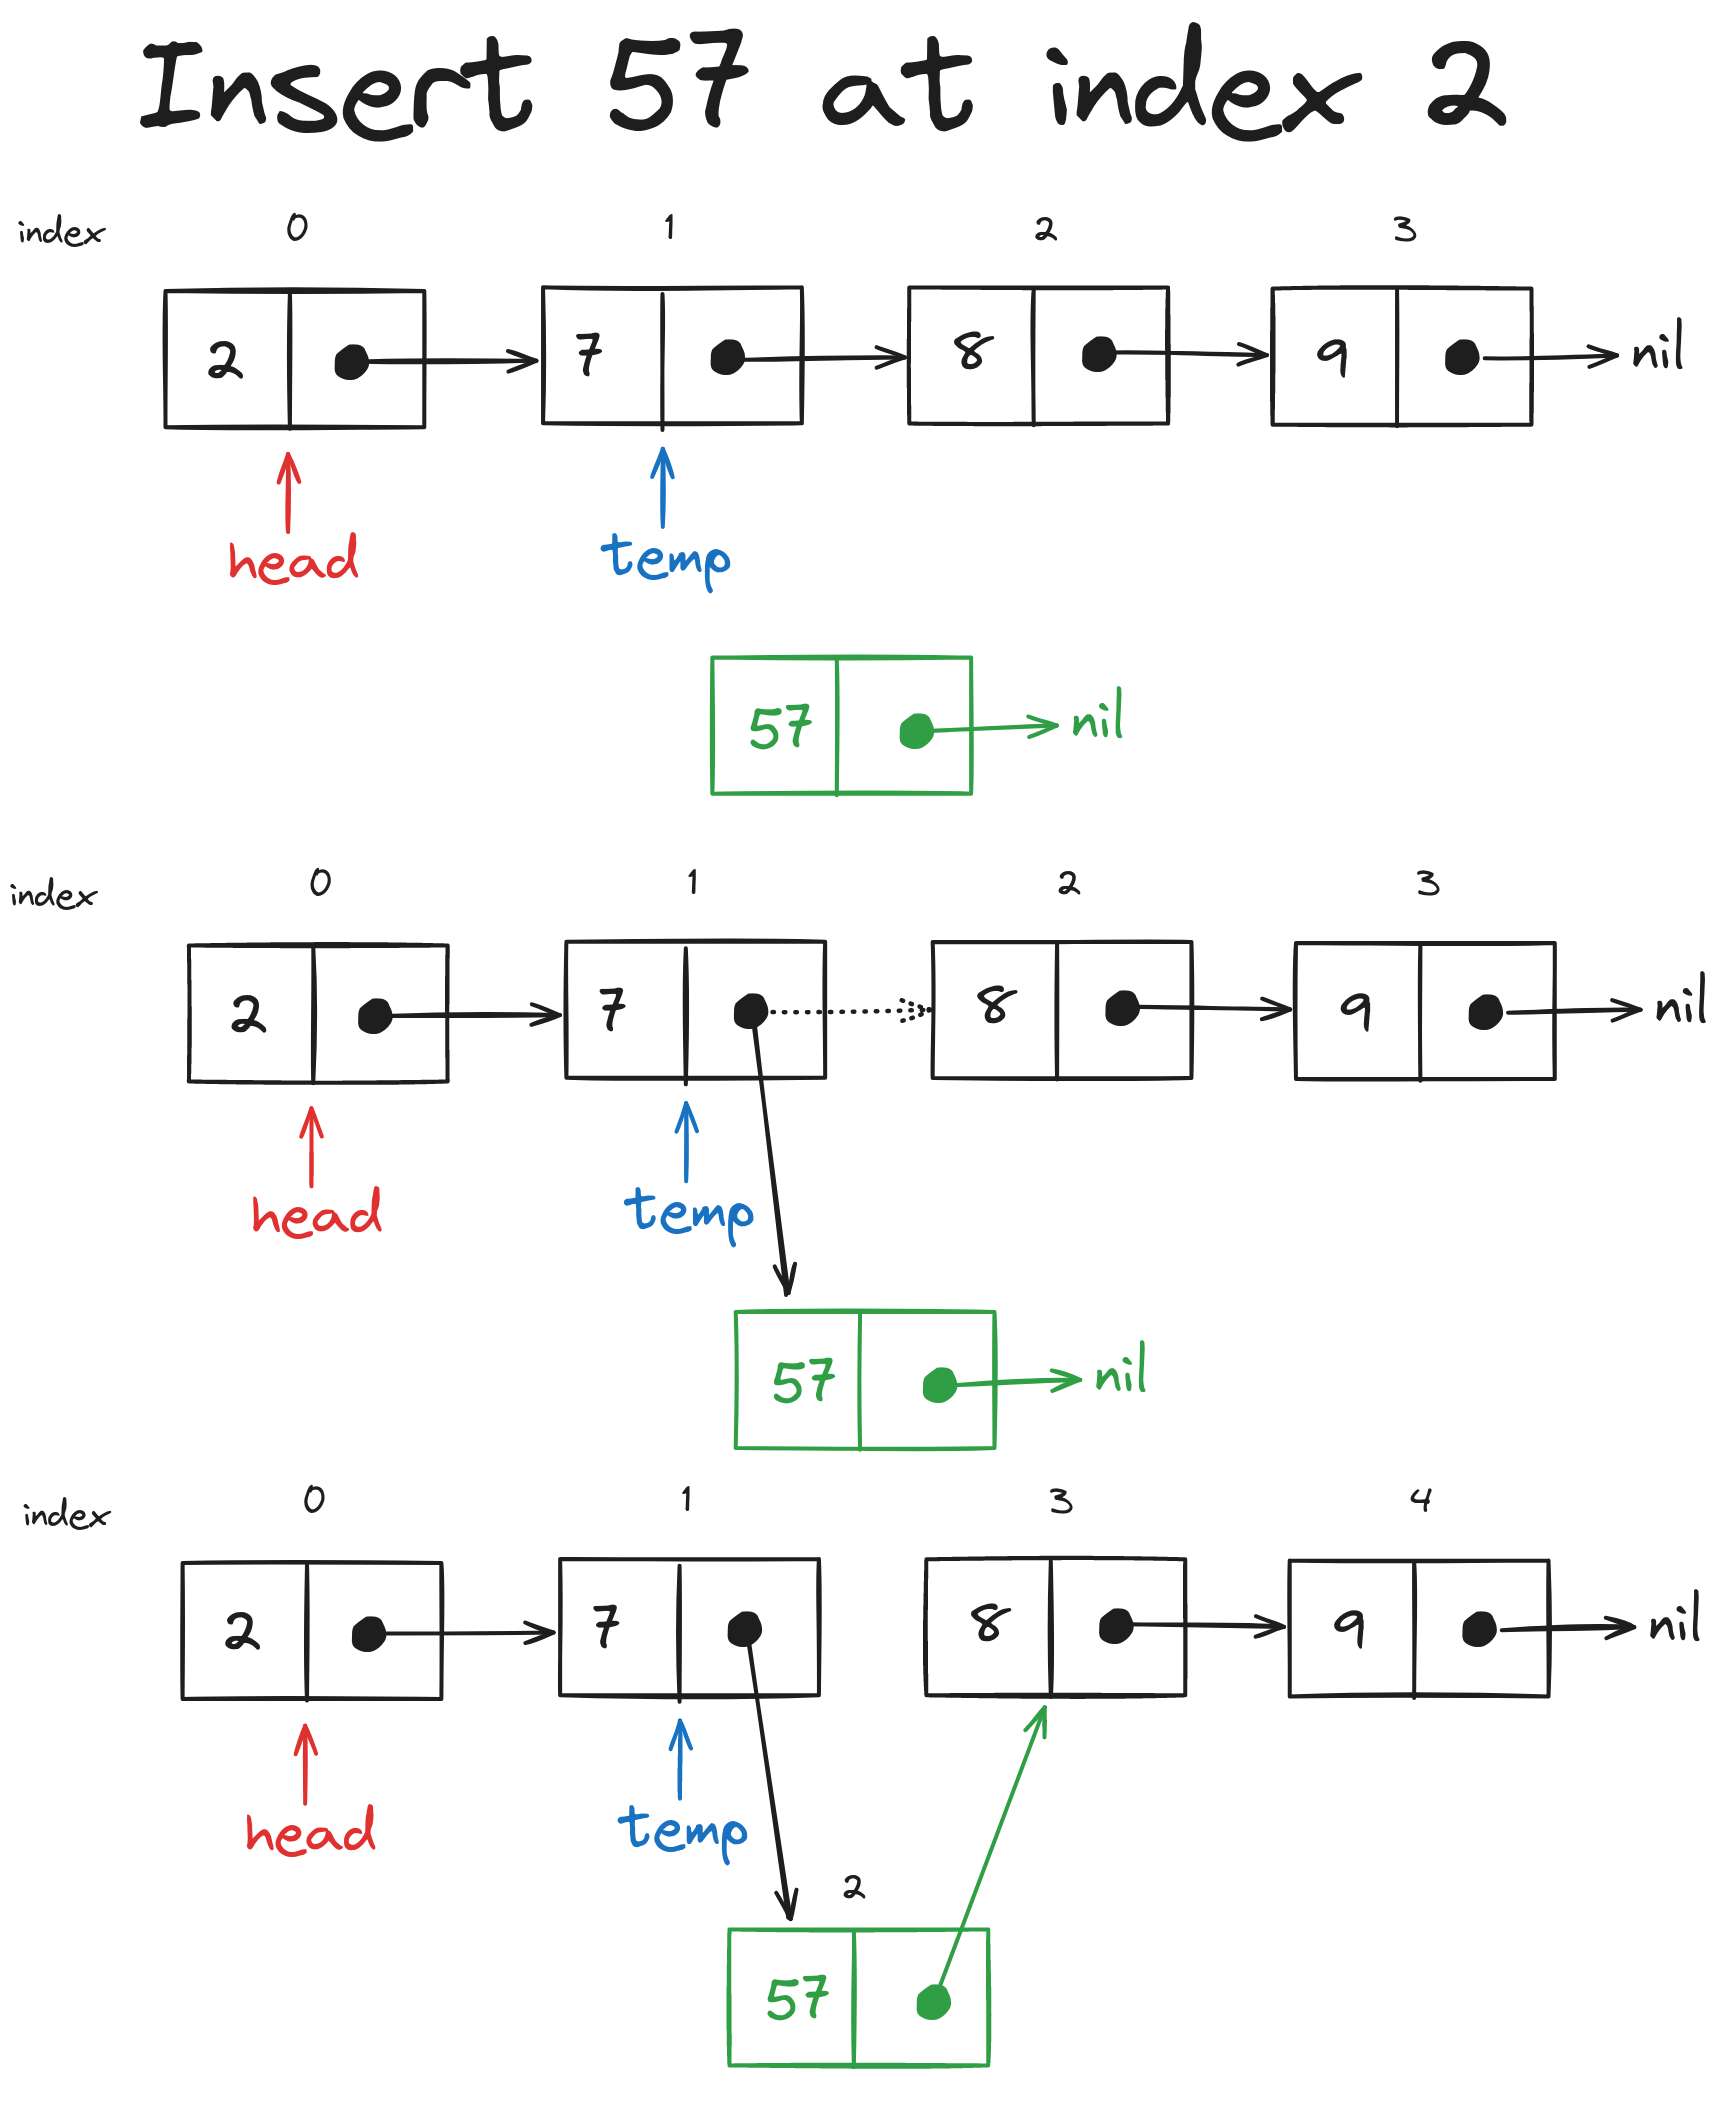 Insert 57 at index 2
index 0 1 2 3
2 7 8 9 nil
head temp
57 nil
index 0 1 2 3
2 7 8 9 nil
head temp
57 nil
index 0 1 3 4
2 7 8 9 nil
head temp
2
57